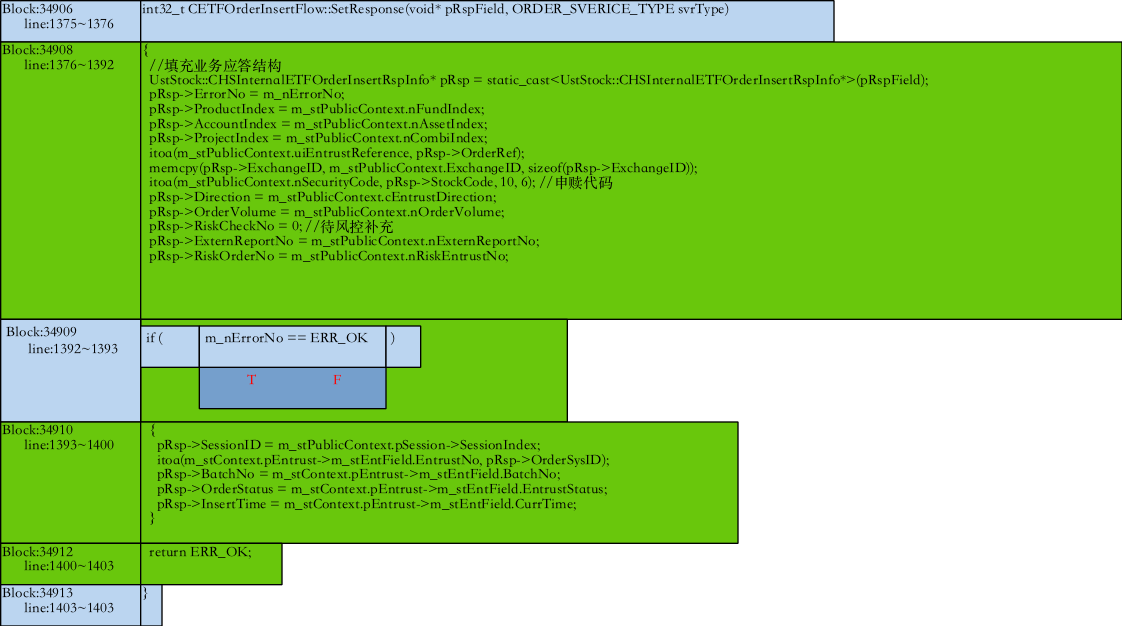 Block:34906
line:1375~1376
int32_t CETFOrderInsertFlow::SetResponse(void* pRspField, ORDER_SVERICE_TYPE svrType)
Block:34908
line:1376~1392
{
//填充业务应答结构
UstStock::CHSInternalETFOrderInsertRspInfo* pRsp = static_cast<UstStock::CHSInternalETFOrderInsertRspInfo*>(pRspField);
pRsp->ErrorNo = m_nErrorNo;
pRsp->ProductIndex = m_stPublicContext.nFundIndex;
pRsp->AccountIndex = m_stPublicContext.nAssetIndex;
pRsp->ProjectIndex = m_stPublicContext.nCombiIndex;
itoa(m_stPublicContext.uiEntrustReference, pRsp->OrderRef);
memcpy(pRsp->ExchangeID, m_stPublicContext.ExchangeID, sizeof(pRsp->ExchangeID));
itoa(m_stPublicContext.nSecurityCode, pRsp->StockCode, 10, 6); //申赎代码
pRsp->Direction = m_stPublicContext.cEntrustDirection;
pRsp->OrderVolume = m_stPublicContext.nOrderVolume;
pRsp->RiskCheckNo = 0; //待风控补充
pRsp->ExternReportNo = m_stPublicContext.nExternReportNo;
pRsp->RiskOrderNo = m_stPublicContext.nRiskEntrustNo;
Block:34909
line:1392~1393
if ( m_nErrorNo == ERR_OK )
T F
Block:34910
line:1393~1400
{
pRsp->SessionID = m_stPublicContext.pSession->SessionIndex;
itoa(m_stContext.pEntrust->m_stEntField.EntrustNo, pRsp->OrderSysID);
pRsp->BatchNo = m_stContext.pEntrust->m_stEntField.BatchNo;
pRsp->OrderStatus = m_stContext.pEntrust->m_stEntField.EntrustStatus;
pRsp->InsertTime = m_stContext.pEntrust->m_stEntField.CurrTime;
}
Block:34912
line:1400~1403
return ERR_OK;
Block:34913
line:1403~1403
}